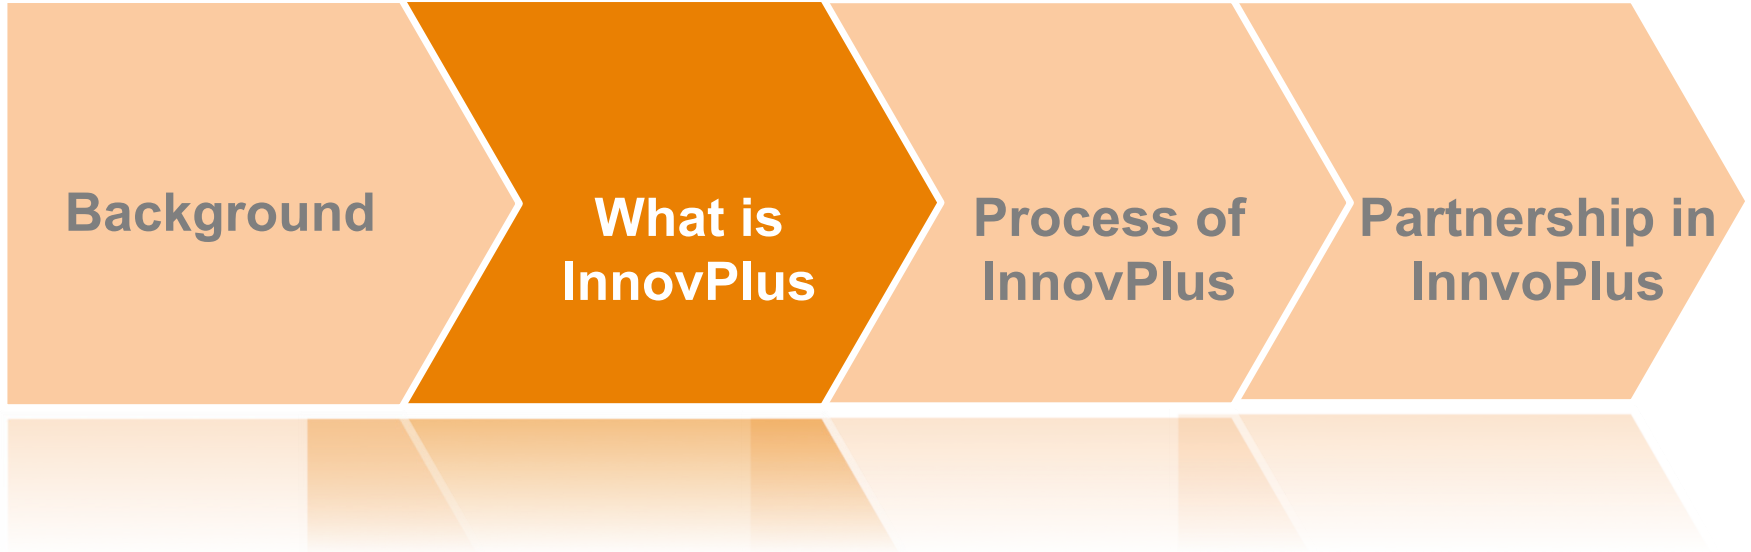 Background
What is
InnovPlus
Process of
InnovPlus
Partnership in
InnvoPlus